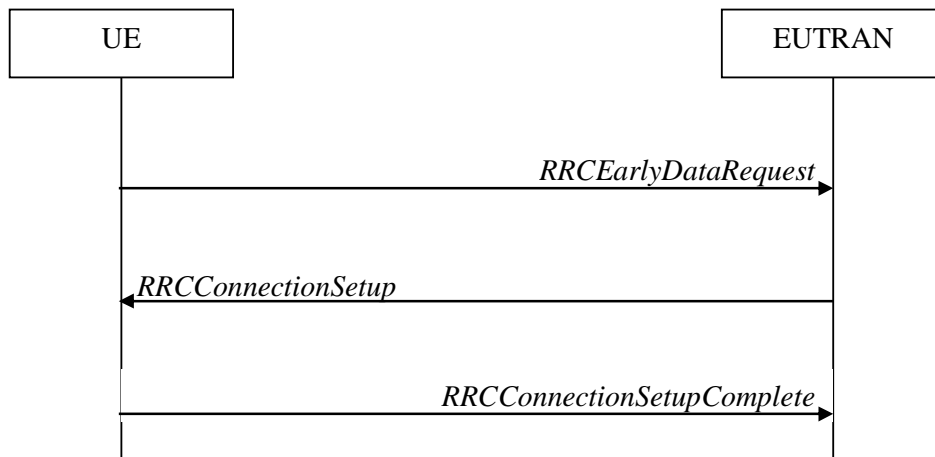 UE
EUTRAN
RRCEarlyDataRequest
RRCConnectionSetup
RRCConnectionSetupComplete